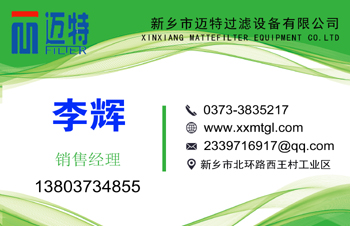 迈特
FILTER
新乡市迈特过滤设备有限公司
XINXIANG MATTEFILTER EQUIPMENT CO.LTD
李辉
销售经理
13803734855
0373-3835217
www.xxmtgl.com
2339716917@qq.com
新乡市北环路西王村工业区